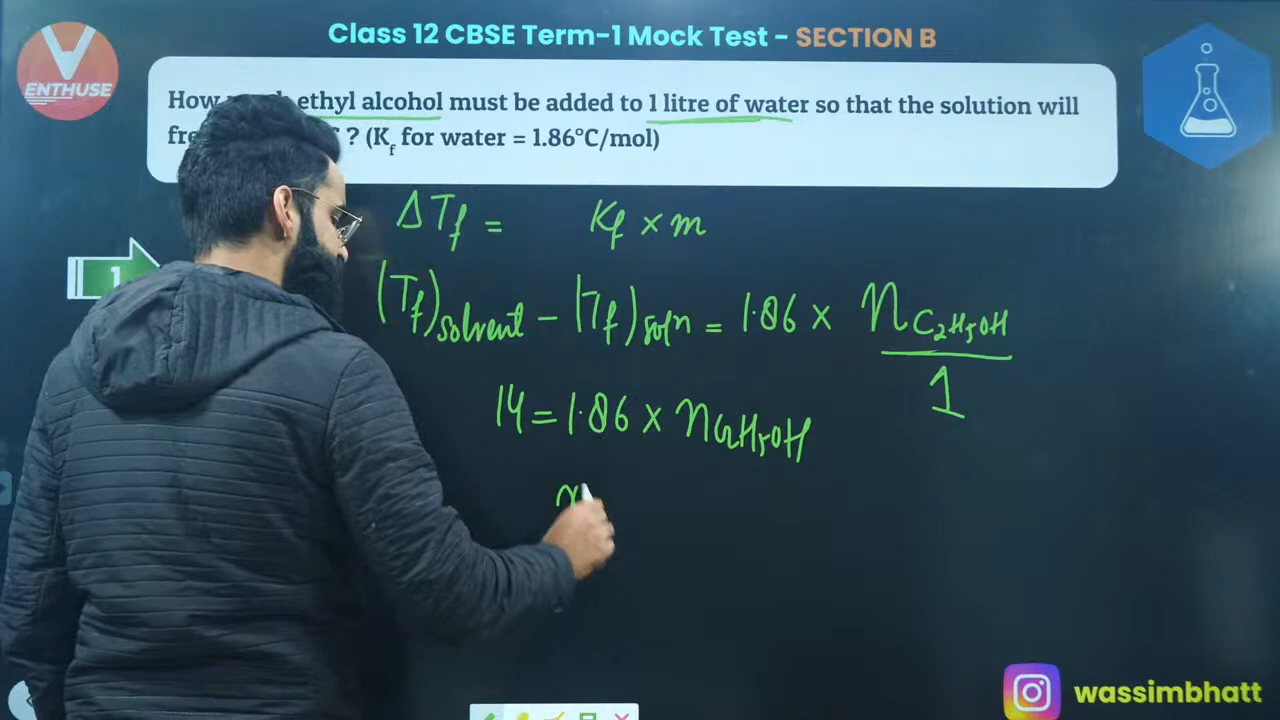 Class 12 CBSE Term-1 Mock Test - SECTION B
ENTHUSE
How ethyl alcohol must be added to 1 litre of water so that the solution will
? (Kf for water = 1.86°C/mol)
ΔTf = Kf × m
1
(Tf)solvent - (Tf)soln = 1.86 × nC2H5OH
1
14 = 1.86 × nC2H5OH
n
wassimbhatt